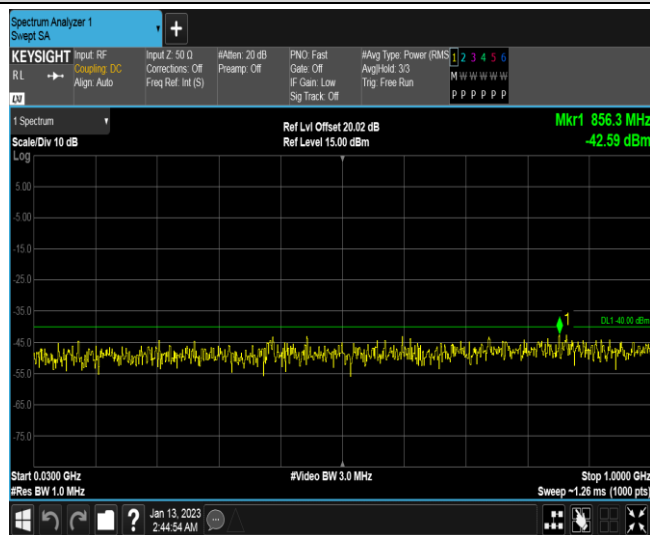 Spectrum Analyzer 1
Swept SA
+
KEYSIGHT
RL
LXI
Input: RF
Coupling: DC
Align: Auto
Input Z: 50 Ω
Corrections: Off
Freq Ref: Int (S)
#Atten: 20 dB
Preamp: Off
PNO: Fast
Gate: Off
IF Gain: Low
Sig Track: Off
#Avg Type: Power (RMS
Avg|Hold: 3/3
Trig: Free Run
1 2 3 4 5 6
M W W W W W
P P P P P P
1 Spectrum
Scale/Div 10 dB
Log
Ref Lvl Offset 20.02 dB
Ref Level 15.00 dBm
Mkr1 856.3 MHz
-42.59 dBm
5.00
-5.00
-15.0
-25.0
-35.0
-45.0
-55.0
-65.0
-75.0
1
DL1 -40.00 dBm
Start 0.0300 GHz
#Res BW 1.0 MHz
#Video BW 3.0 MHz
Stop 1.0000 GHz
Sweep ~1.26 ms (1000 pts)
?
Jan 13, 2023
2:44:54 AM